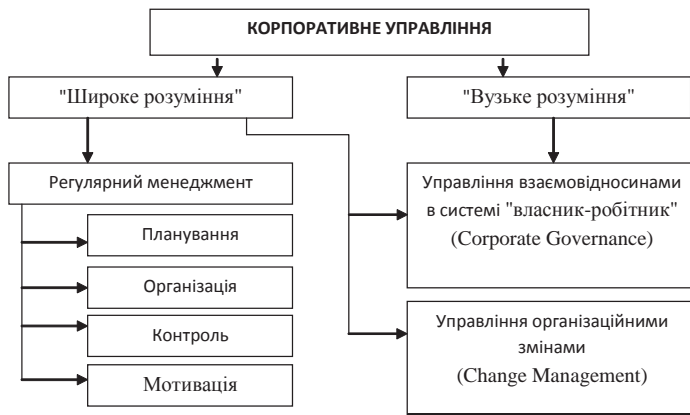 КОРПОРАТИВНЕ УПРАВЛІННЯ
"Широке розуміння"
"Вузьке розуміння"
Регулярний менеджмент
Планування
Організація
Контроль
Мотивація
Управління взаємовідносинами
в системі "власник-робітник"
(Corporate Governance)
Управління організаційними
змінами
(Change Management)